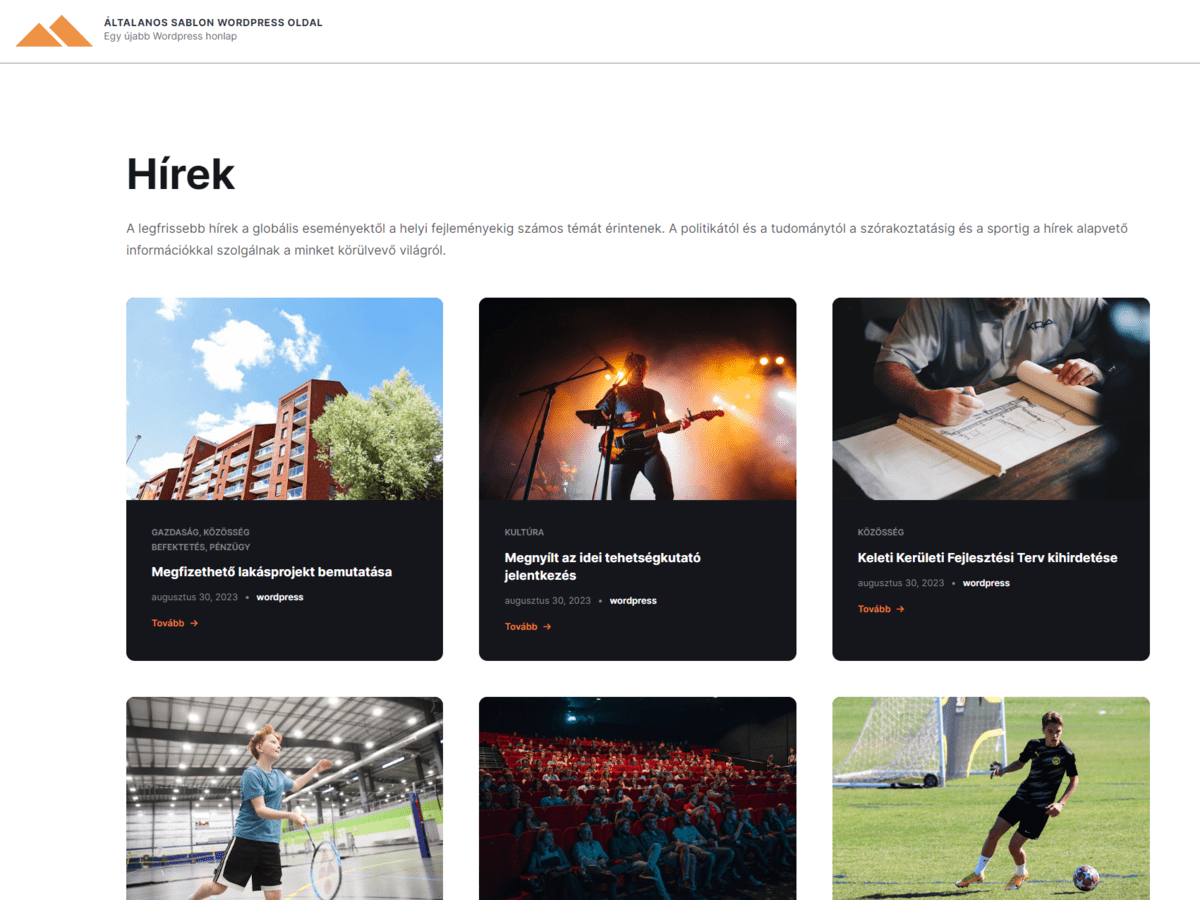 ÁLTALANOS SABLON WORDPRESS OLDAL
Egy újabb Wordpress honlap
Hírek
A legfrissebb hírek a globális eseményektől a helyi fejleményekig számos témát érintenek. A politikától és a tudománytól a szórakoztatásig és a sportig a hírek alapvető
információkkal szolgálnak a minket körülvevő világról.
GAZDASÁG, KÖZÖSSÉG
BEFEKTETÉS, PÉNZÜGY
Megfizethető lakásprojekt bemutatása
augusztus 30, 2023 • wordpress
Tovább →
KULTÚRA
Megnyílt az idei tehetségkutató
jelentkezés
augusztus 30, 2023 • wordpress
Tovább →
KÖZÖSSÉG
Keleti Kerületi Fejlesztési Terv kihirdetése
augusztus 30, 2023 • wordpress
Tovább →